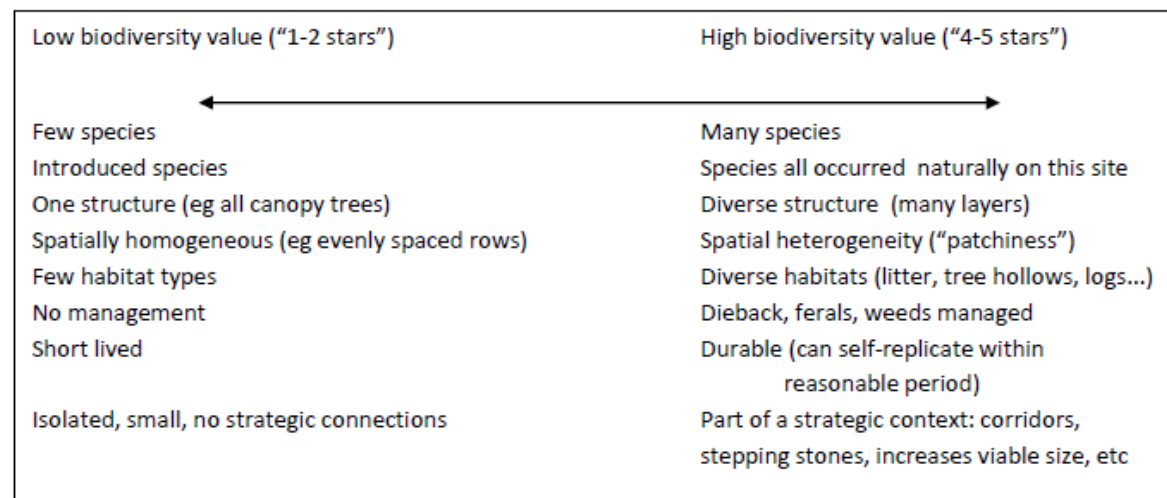 Low biodiversity value (“1-2 stars”) High biodiversity value (“4-5 stars”)
Few species Many species
Introduced species Species all occurred  naturally on this site
One structure (eg all canopy trees) Diverse structure  (many layers)
Spatially homogeneous (eg evenly spaced rows) Spatial heterogeneity (“patchiness”)
Few habitat types Diverse habitats (litter, tree hollows, logs...)
No management Dieback, ferals, weeds managed
Short lived Durable (can self-replicate within
reasonable period)
Isolated, small, no strategic connections Part of a strategic context: corridors,
stepping stones, increases viable size, etc